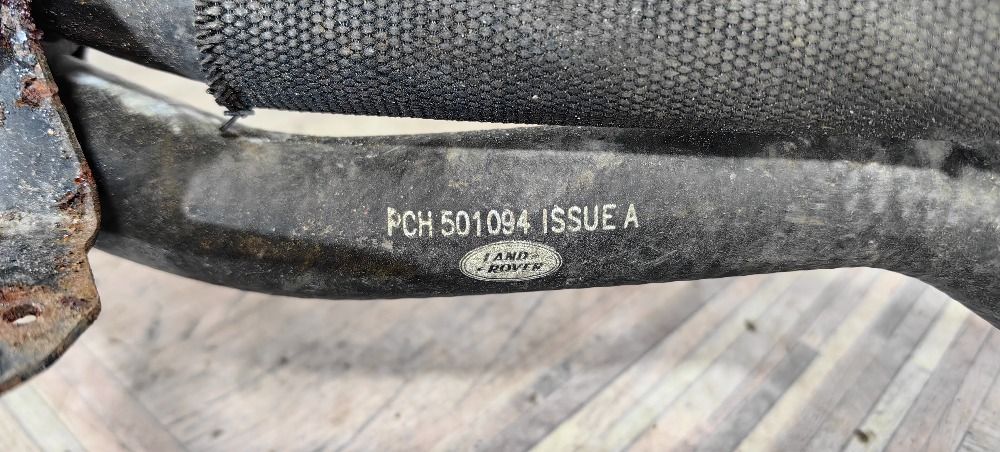 PCH 501094 ISSUE A
LAND-
-ROVER